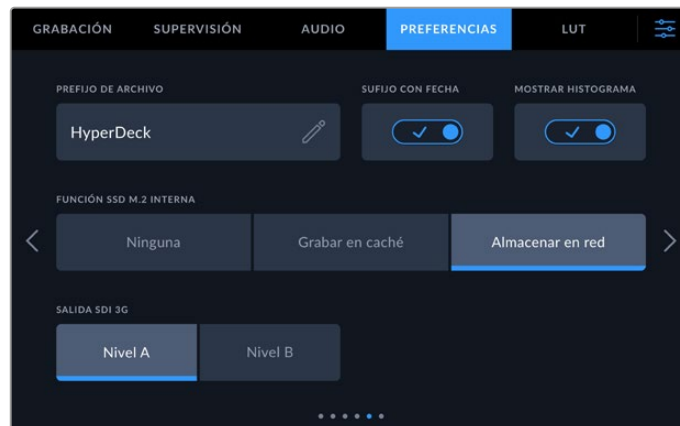 GRABACIÓN SUPERVISIÓN AUDIO PREFERENCIAS LUT
PREFIJO DE ARCHIVO SUFIJO CON FECHA MOSTRAR HISTOGRAMA
HyperDeck
FUNCIÓN SSD M.2 INTERNA
Ninguna Grabar en caché Almacenar en red
SALIDA SDI 3G
Nivel A Nivel B